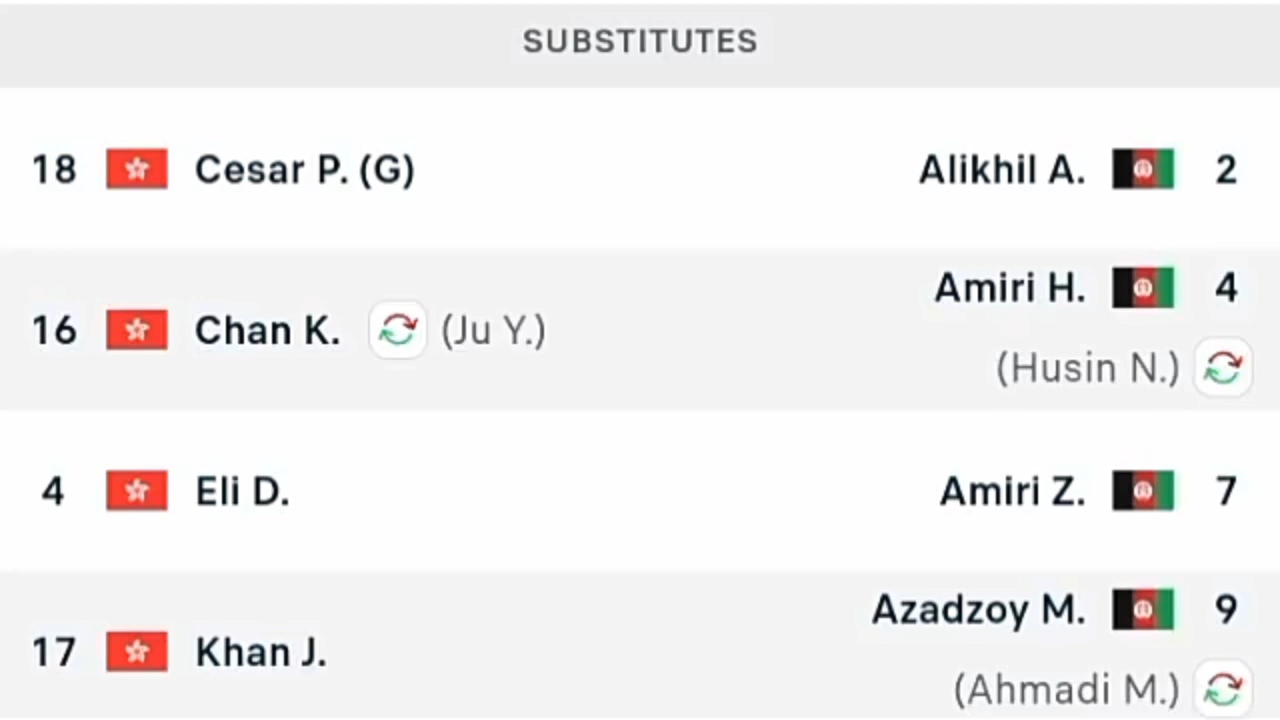 SUBSTITUTES
18 Cesar P. (G) Alikhil A. 2
16 Chan K. (Ju Y.) Amiri H. 4
(Husin N.)
4 Eli D. Amiri Z. 7
17 Khan J. Azadzoy M. 9
(Ahmadi M.)